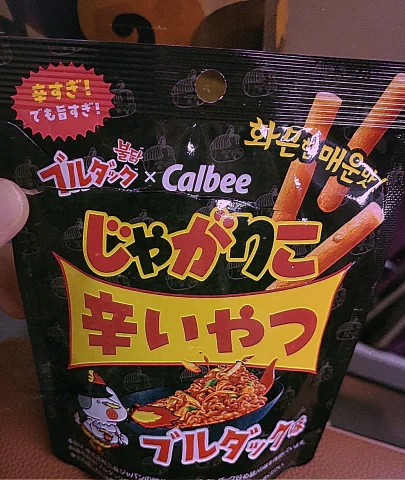 辛すぎ！
でも旨すぎ！
불닭
ブルダック × Calbee
화끈한 매운맛
じゃがりこ
辛いやつ
ブルダック味